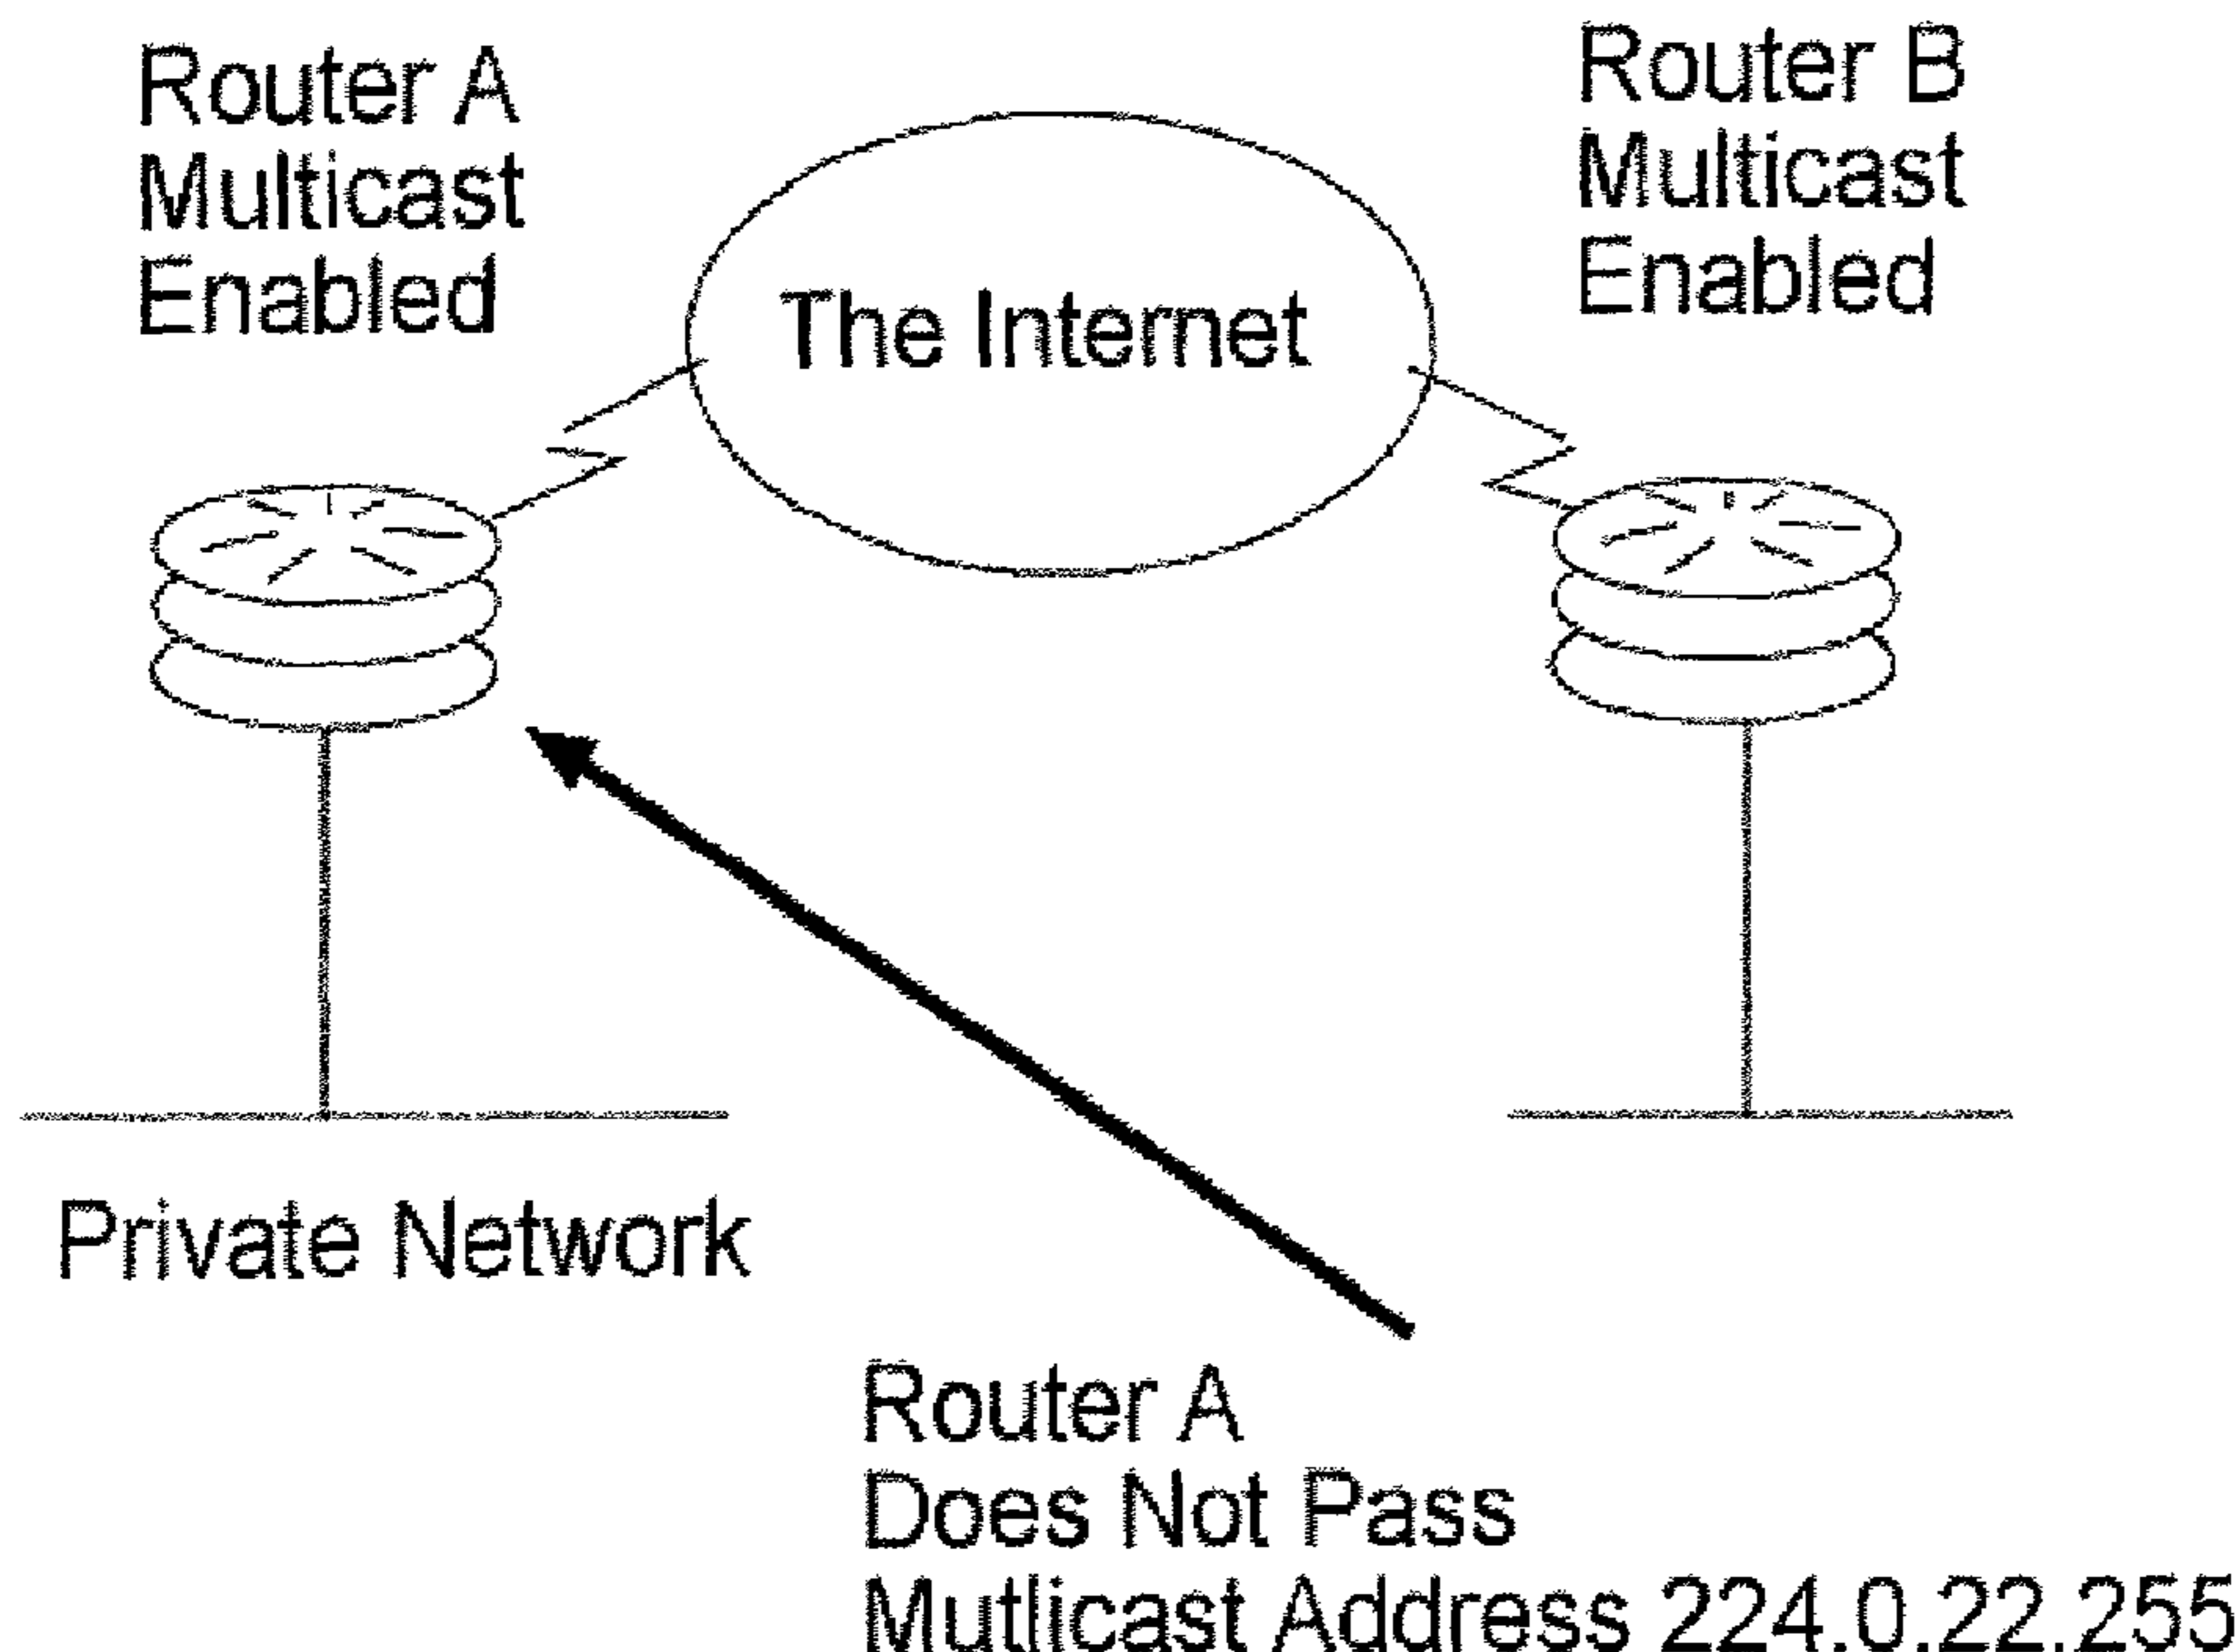 Router A
Multicast
Enabled
Router B
Multicast
Enabled
The Internet
Private Network
Router A
Does Not Pass
Mutlicast Address 224.0.22.255